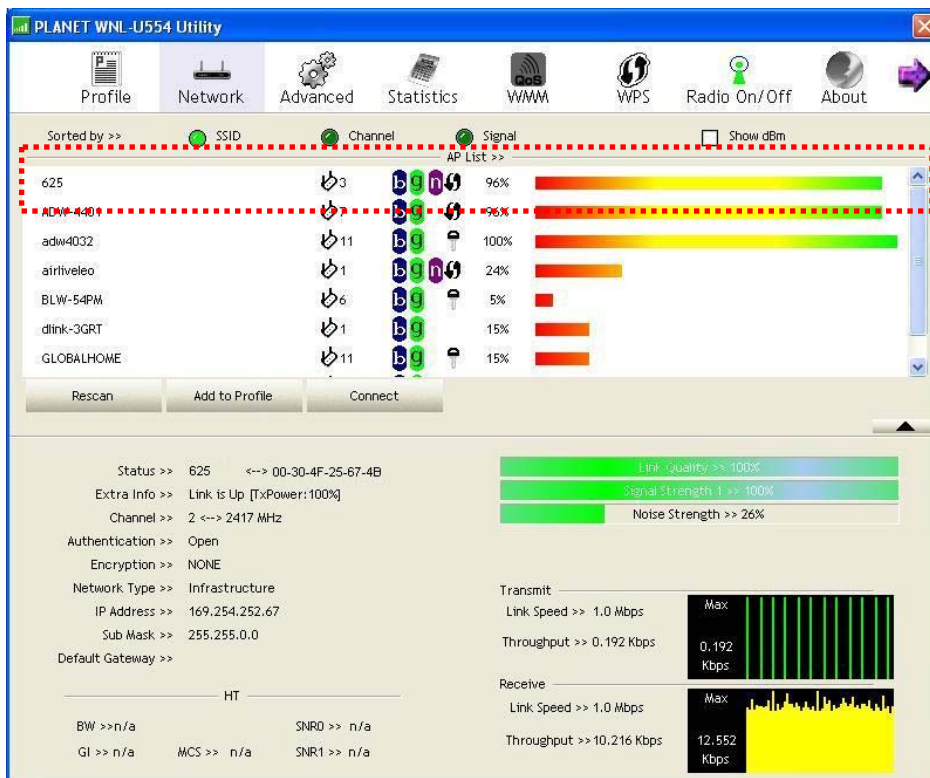 PLANET WNL-U554 Utility
Profile Network Advanced Statistics QoS WMM WPS Radio On/Off About
Sorted by >> SSID Channel Signal Show dBm
AP List >>
625 3 b g n 96%
ADW-4401 7 b g 96%
adw4032 11 b g 100%
airliveleo 1 b g n 24%
BLW-54PM 6 b g 5%
dlink-3GRT 1 b g 15%
GLOBALHOME 11 b g 15%
Rescan Add to Profile Connect
Status >> 625 <--> 00-30-4F-25-67-4B
Extra Info >> Link is Up [TxPower:100%]
Channel >> 2 <--> 2417 MHz
Authentication >> Open
Encryption >> NONE
Network Type >> Infrastructure
IP Address >> 169.254.252.67
Sub Mask >> 255.255.0.0
Default Gateway >>
HT
BW >>n/a SNR0 >> n/a
GI >> n/a MCS >> n/a SNR1 >> n/a
Link Quality >> 100%
Signal Strength 1 >> 100%
Noise Strength >> 26%
Transmit
Link Speed >> 1.0 Mbps
Throughput >> 0.192 Kbps
Max
0.192
Kbps
Receive
Link Speed >> 1.0 Mbps
Throughput >> 10.216 Kbps
Max
12.552
Kbps